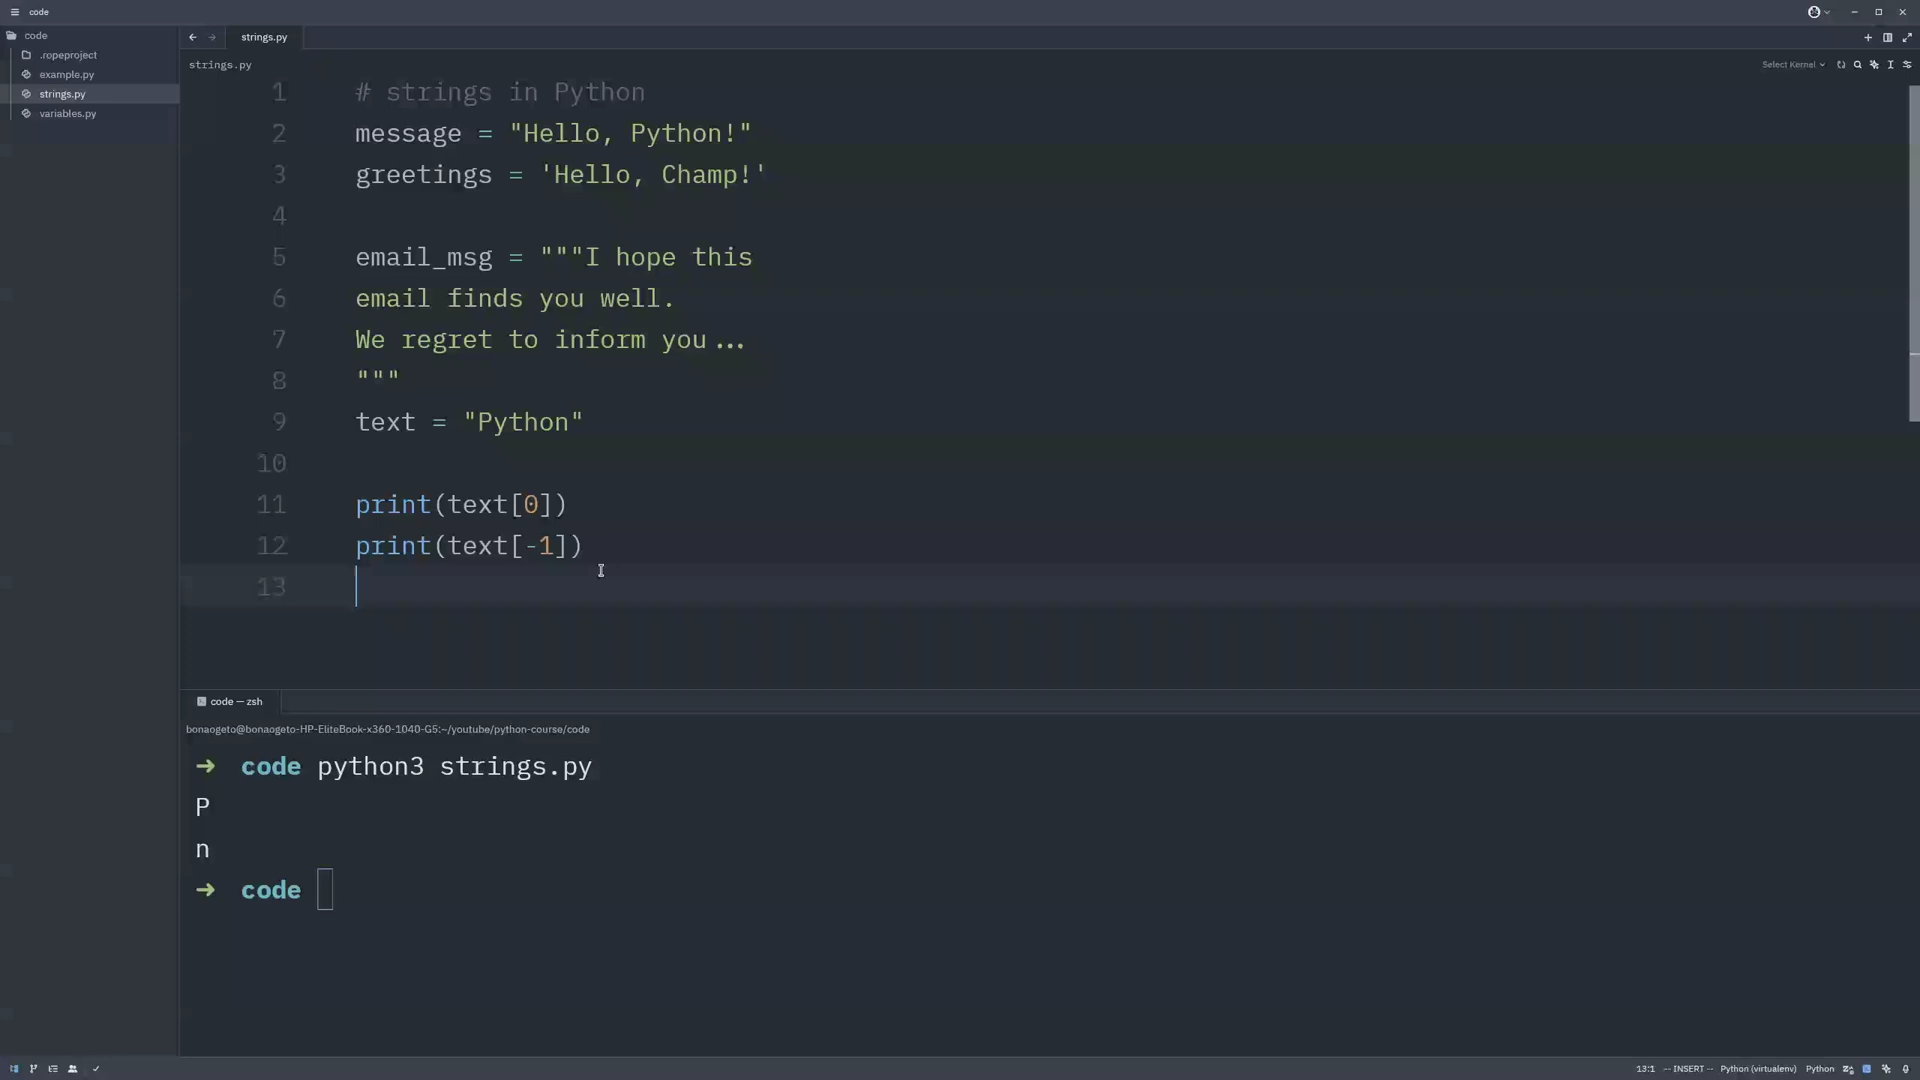 code
code
.ropeproject
example.py
strings.py
variables.py
strings.py
strings.py
Select Kernel
1 # strings in Python
2 message = "Hello, Python!"
3 greetings = 'Hello, Champ!'
4
5 email_msg = """I hope this
6 email finds you well.
7 We regret to inform you...
8 """
9 text = "Python"
10
11 print(text[0])
12 print(text[-1])
13
code — zsh
bonaogeto@bonaogeto-HP-EliteBook-x360-1040-G5:~/youtube/python-course/code
➜ code python3 strings.py
P
n
➜ code
13:1 -- INSERT -- Python (virtualenv) Python